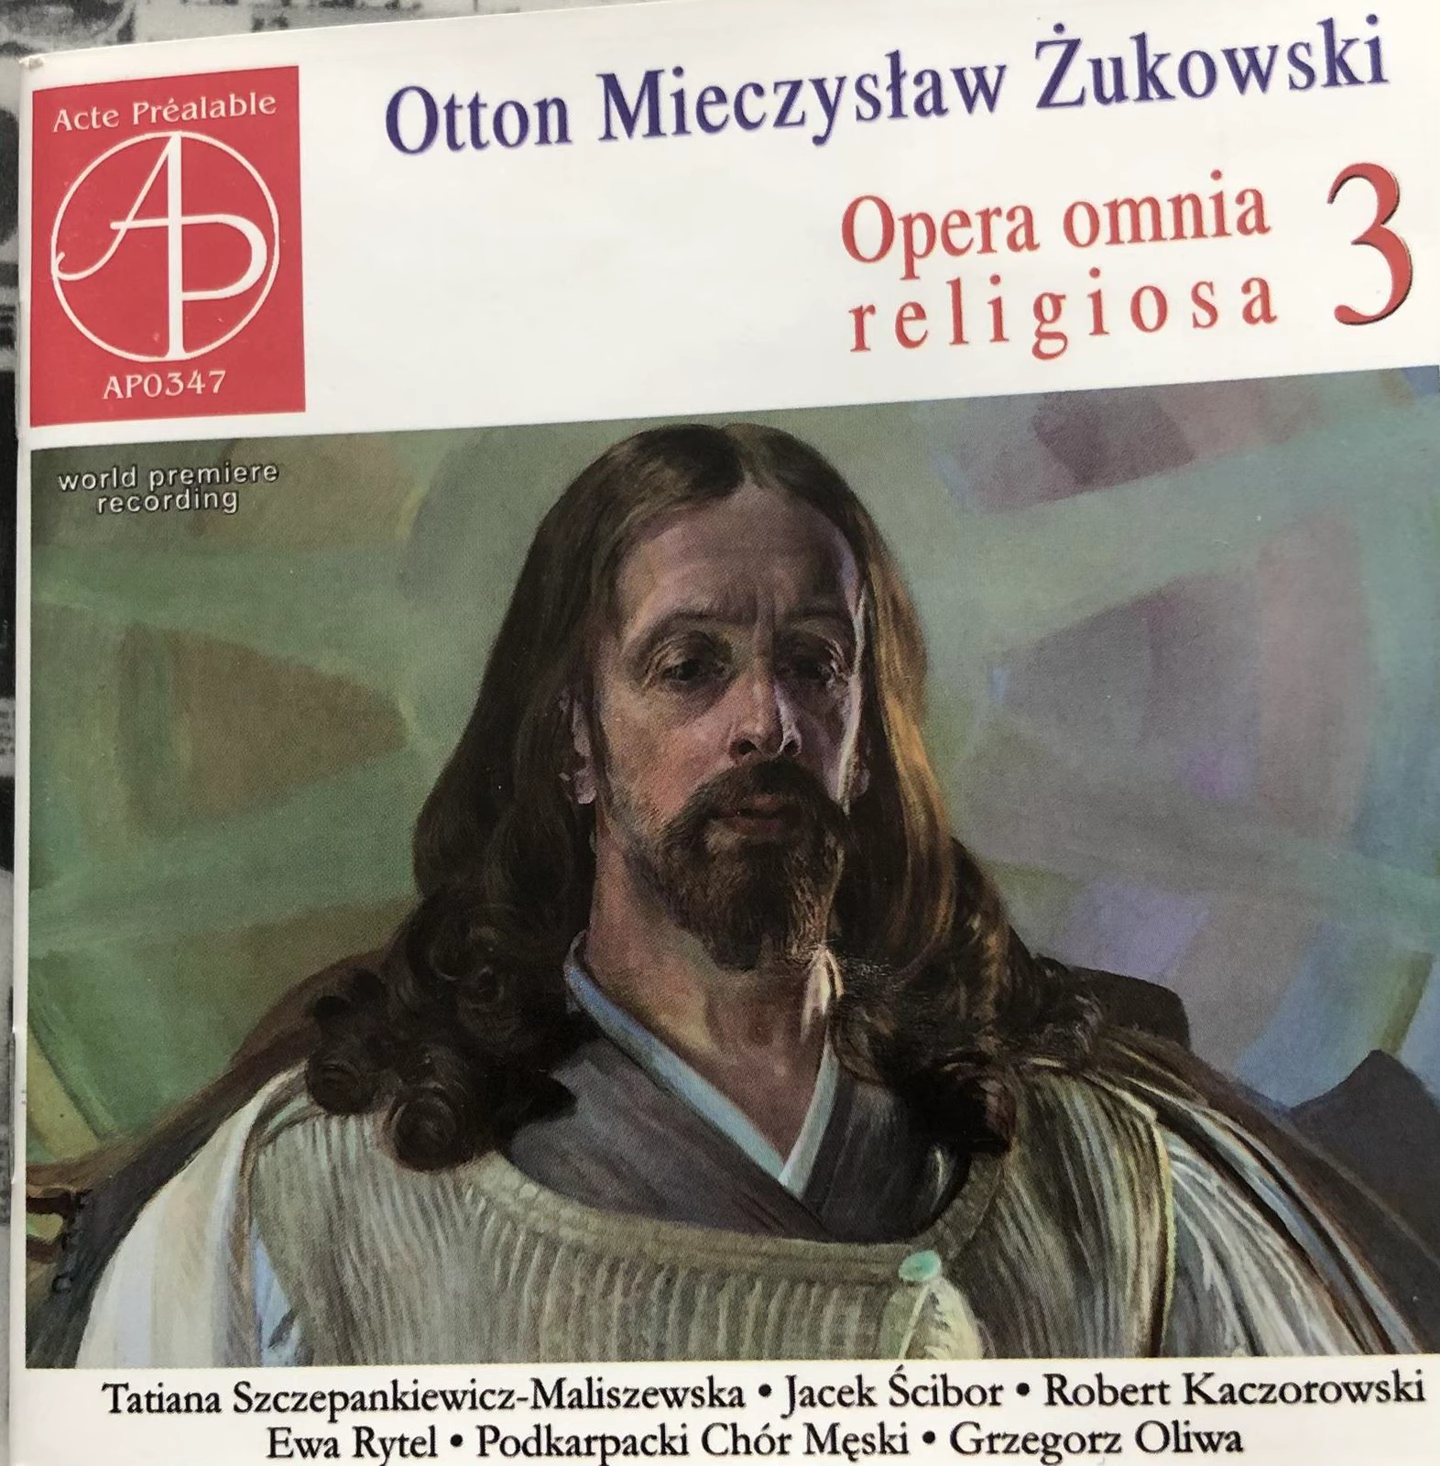 Acte Préalable
AP
AP0347
Otton Mieczysław Żukowski
Opera omnia
religiosa
3
world premiere
recording
Tatiana Szczepankiewicz-Maliszewska • Jacek Ścibor • Robert Kaczorowski
Ewa Rytel • Podkarpacki Chór Męski • Grzegorz Oliwa